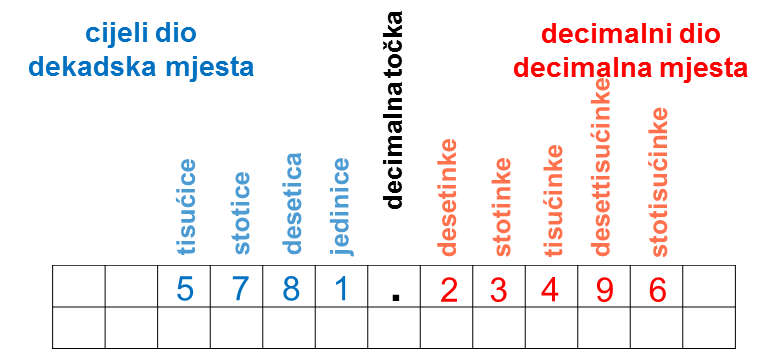 cijeli dio
dekadska mjesta
decimalna točka
decimalni dio
decimalna mjesta
tisućice
stotice
desetica
jedinice
desetinke
stotinke
tisućinke
desettisućinke
stotisućinke
5 7 8 1 . 2 3 4 9 6